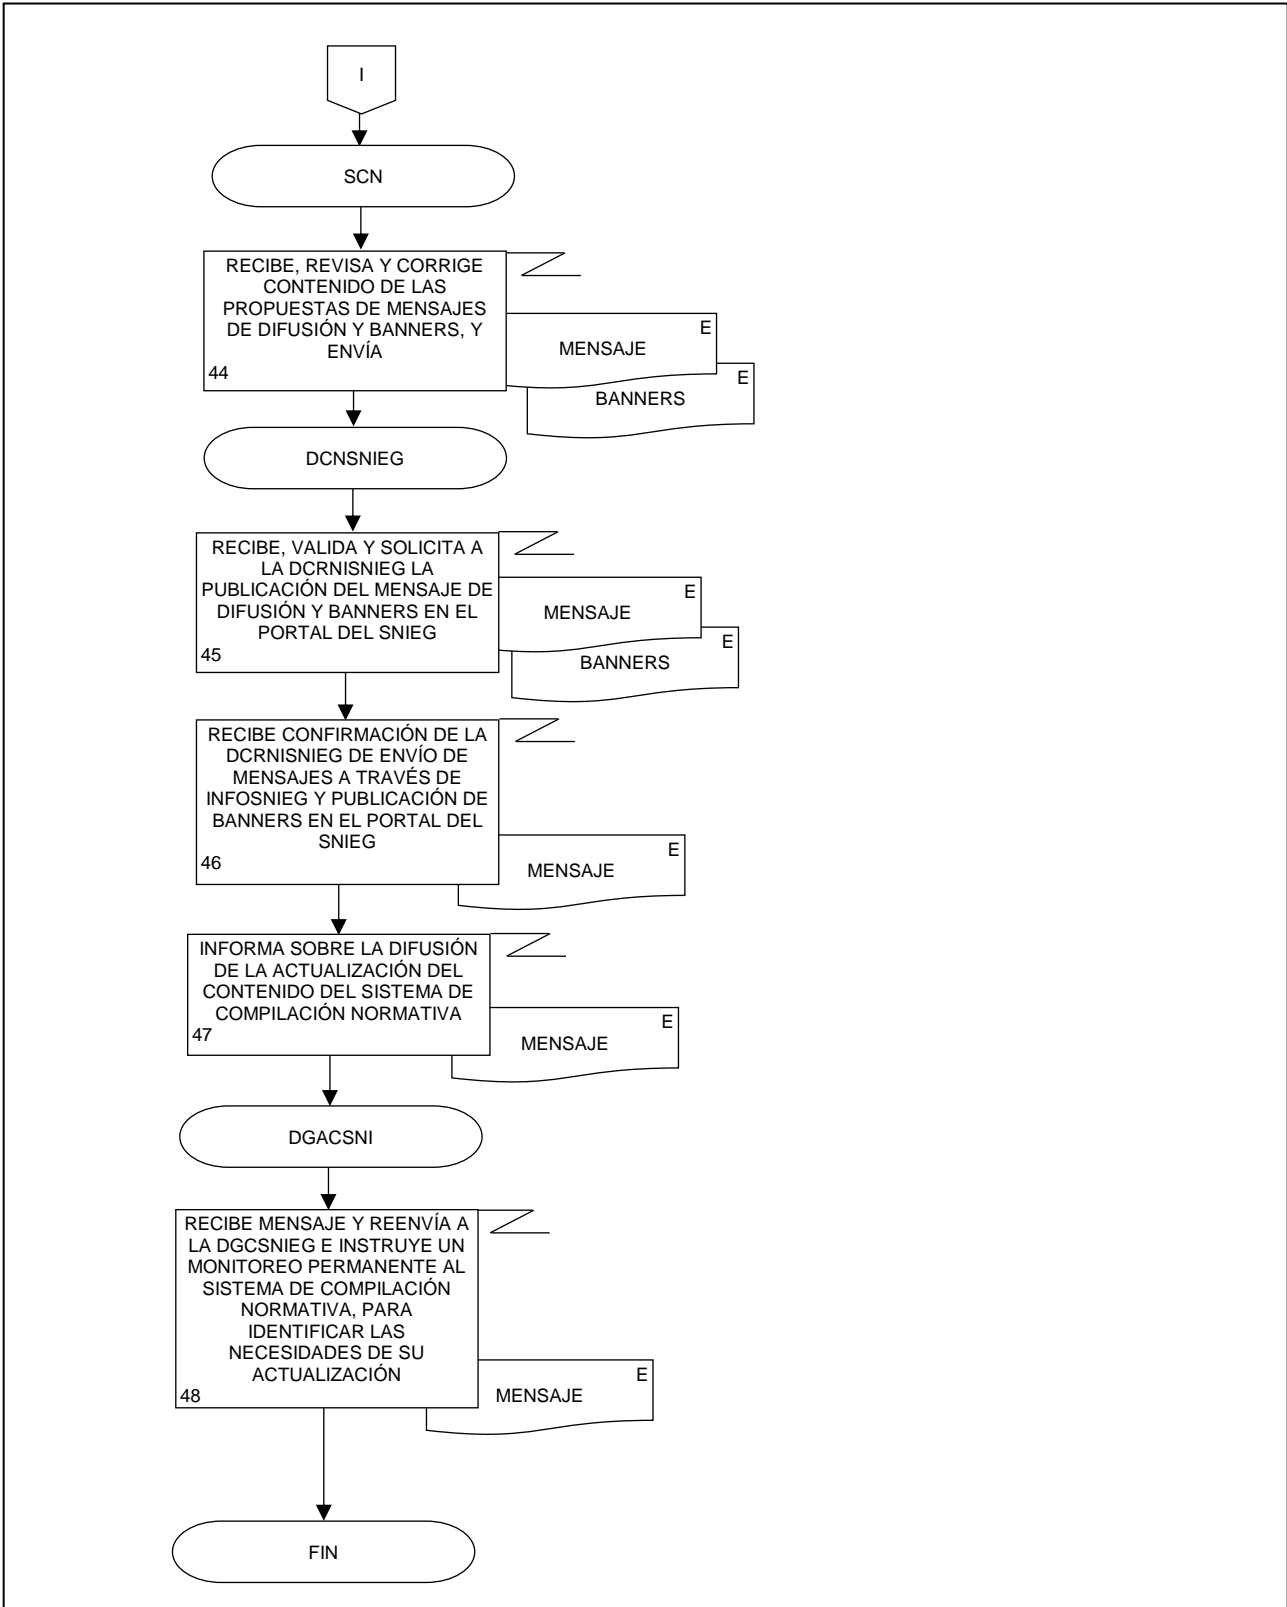 I
SCN
RECIBE, REVISA Y CORRIGE
CONTENIDO DE LAS
PROPUESTAS DE MENSAJES
DE DIFUSIÓN Y BANNERS, Y
ENVÍA
44
E
MENSAJE
E
BANNERS
DCNSNIEG
RECIBE, VALIDA Y SOLICITA A
LA DCRNISNIEG LA
PUBLICACIÓN DEL MENSAJE DE
DIFUSIÓN Y BANNERS EN EL
PORTAL DEL SNIEG
45
E
MENSAJE
E
BANNERS
RECIBE CONFIRMACIÓN DE LA
DCRNISNIEG DE ENVÍO DE
MENSAJES A TRAVÉS DE
INFOSNIEG Y PUBLICACIÓN DE
BANNERS EN EL PORTAL DEL
SNIEG
46
E
MENSAJE
INFORMA SOBRE LA DIFUSIÓN
DE LA ACTUALIZACIÓN DEL
CONTENIDO DEL SISTEMA DE
COMPILACIÓN NORMATIVA
47
E
MENSAJE
DGACSNI
RECIBE MENSAJE Y REENVÍA A
LA DGCSNIEG E INSTRUYE UN
MONITOREO PERMANENTE AL
SISTEMA DE COMPILACIÓN
NORMATIVA, PARA
IDENTIFICAR LAS
NECESIDADES DE SU
ACTUALIZACIÓN
48
E
MENSAJE
FIN